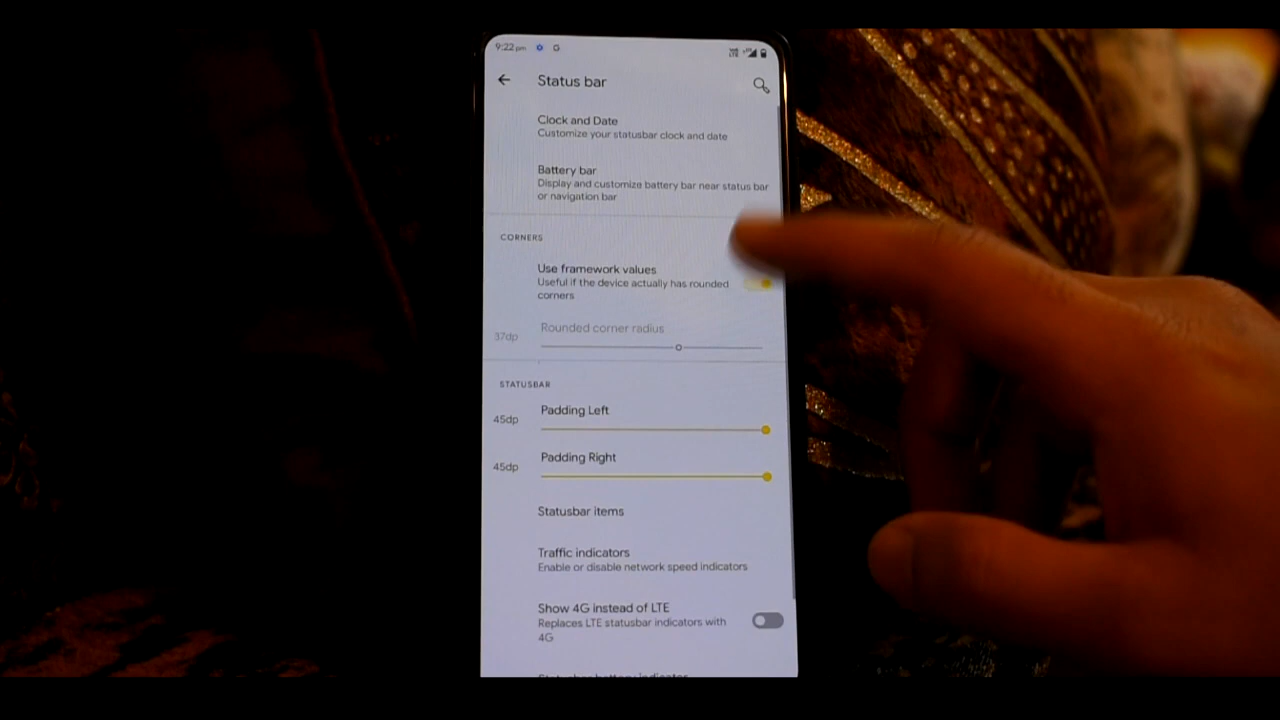 9:22 pm
Status bar
Clock and Date
Customize your statusbar clock and date
Battery bar
Display and customize battery bar near status bar
or navigation bar
CORNERS
Use framework values
Useful if the device actually has rounded
corners
37dp
Rounded corner radius
STATUSBAR
45dp
Padding Left
45dp
Padding Right
Statusbar items
Traffic indicators
Enable or disable network speed indicators
Show 4G instead of LTE
Replaces LTE statusbar indicators with
4G